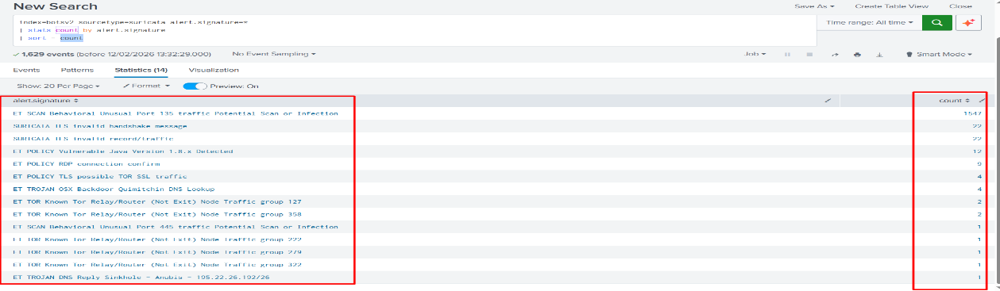 New Search
Save As Create Table View Close
index=botsv2 sourcetype=suricata alert.signature=*
| stats count by alert.signature
| sort - count
Time range: All time
1,629 events (before 12/02/2026 13:32:29.000) No Event Sampling
Job Smart Mode
Events Patterns Statistics (14) Visualization
Show: 20 Per Page Format Preview: On
alert.signature count
ET SCAN Behavioral Unusual Port 135 traffic Potential Scan or Infection 1547
SURICATA TLS invalid handshake message 22
SURICATA TLS invalid record/traffic 22
ET POLICY Vulnerable Java Version 1.8.x Detected 12
ET POLICY RDP connection confirm 9
ET POLICY TLS possible TOR SSL traffic 4
ET TROJAN OSX Backdoor Quimitchin DNS Lookup 4
ET TOR Known Tor Relay/Router (Not Exit) Node Traffic group 127 2
ET TOR Known Tor Relay/Router (Not Exit) Node Traffic group 358 2
ET SCAN Behavioral Unusual Port 445 traffic Potential Scan or Infection 1
ET TOR Known Tor Relay/Router (Not Exit) Node Traffic group 222 1
ET TOR Known Tor Relay/Router (Not Exit) Node Traffic group 279 1
ET TOR Known Tor Relay/Router (Not Exit) Node Traffic group 322 1
ET TROJAN DNS Reply Sinkhole - Anubis - 195.22.26.192/26 1